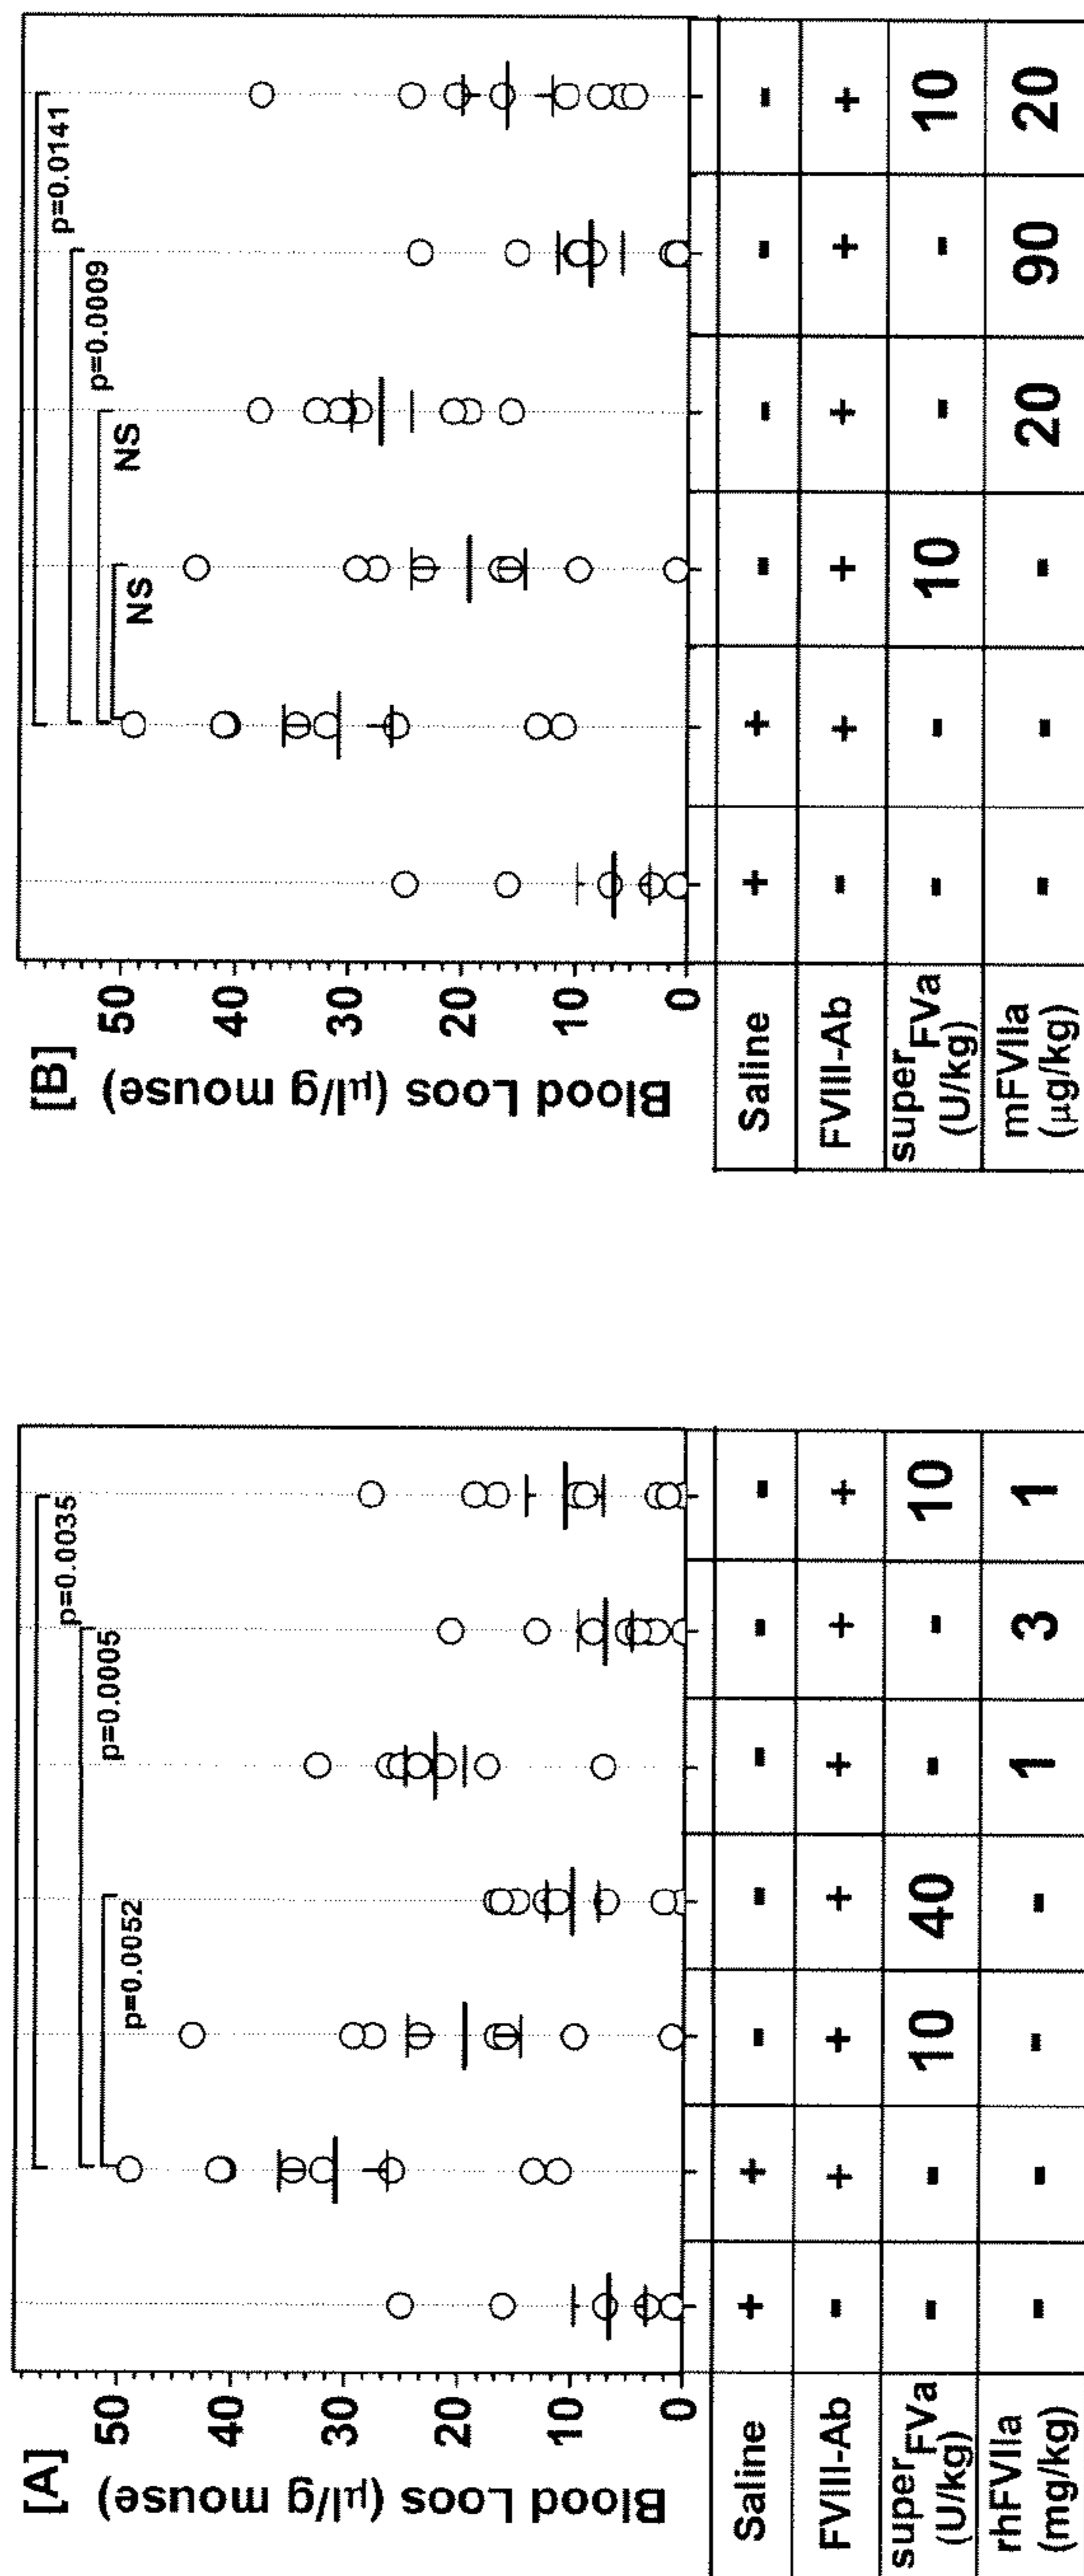 [A]
Blood Loos (µl/g mouse)
50
40
30
20
10
0
p=0.0052
p=0.0005
p=0.0035
Saline + + - - - - -
FVIII-Ab - + + + + + +
superFVa (U/kg) - - 10 40 - - 10
rhFVIIa (mg/kg) - - - - 1 3 1
[B]
Blood Loos (µl/g mouse)
50
40
30
20
10
0
NS
NS
p=0.0009
p=0.0141
Saline + + - - - -
FVIII-Ab - + + + + +
superFVa (U/kg) - - 10 - - 10
mFVIIa (µg/kg) - - - 20 90 20